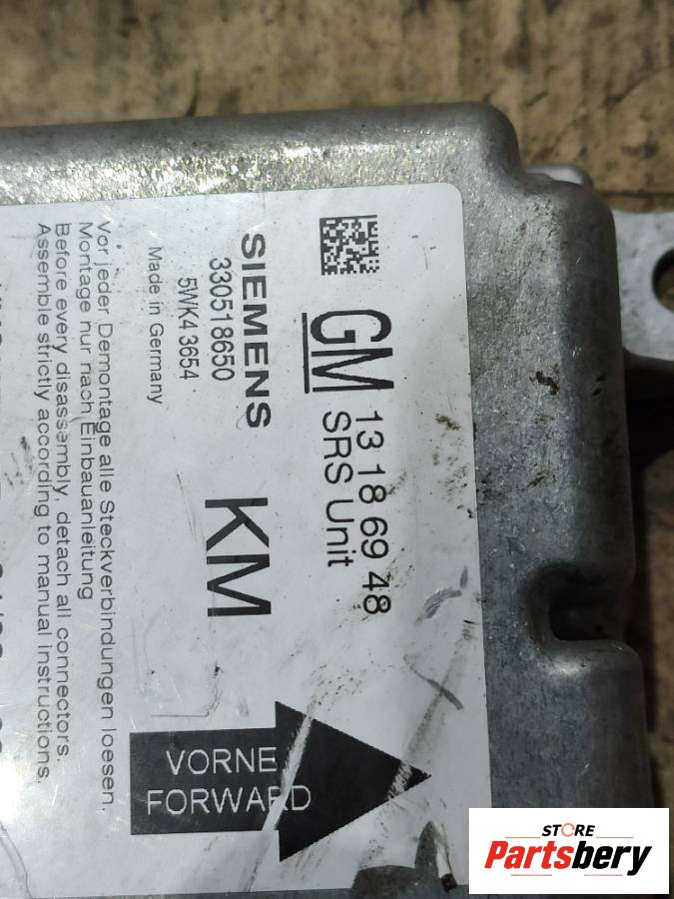 GM 13 18 69 48
SRS Unit
SIEMENS
330518650
5WK4 3654
Made in Germany
KM
Vor jeder Demontage alle Steckverbindungen loesen.
Montage nur nach Einbauanleitung
Before every disassembly, detach all connectors.
Assemble strictly according to manual instructions.
VORNE
FORWARD
STORE
Partsbery